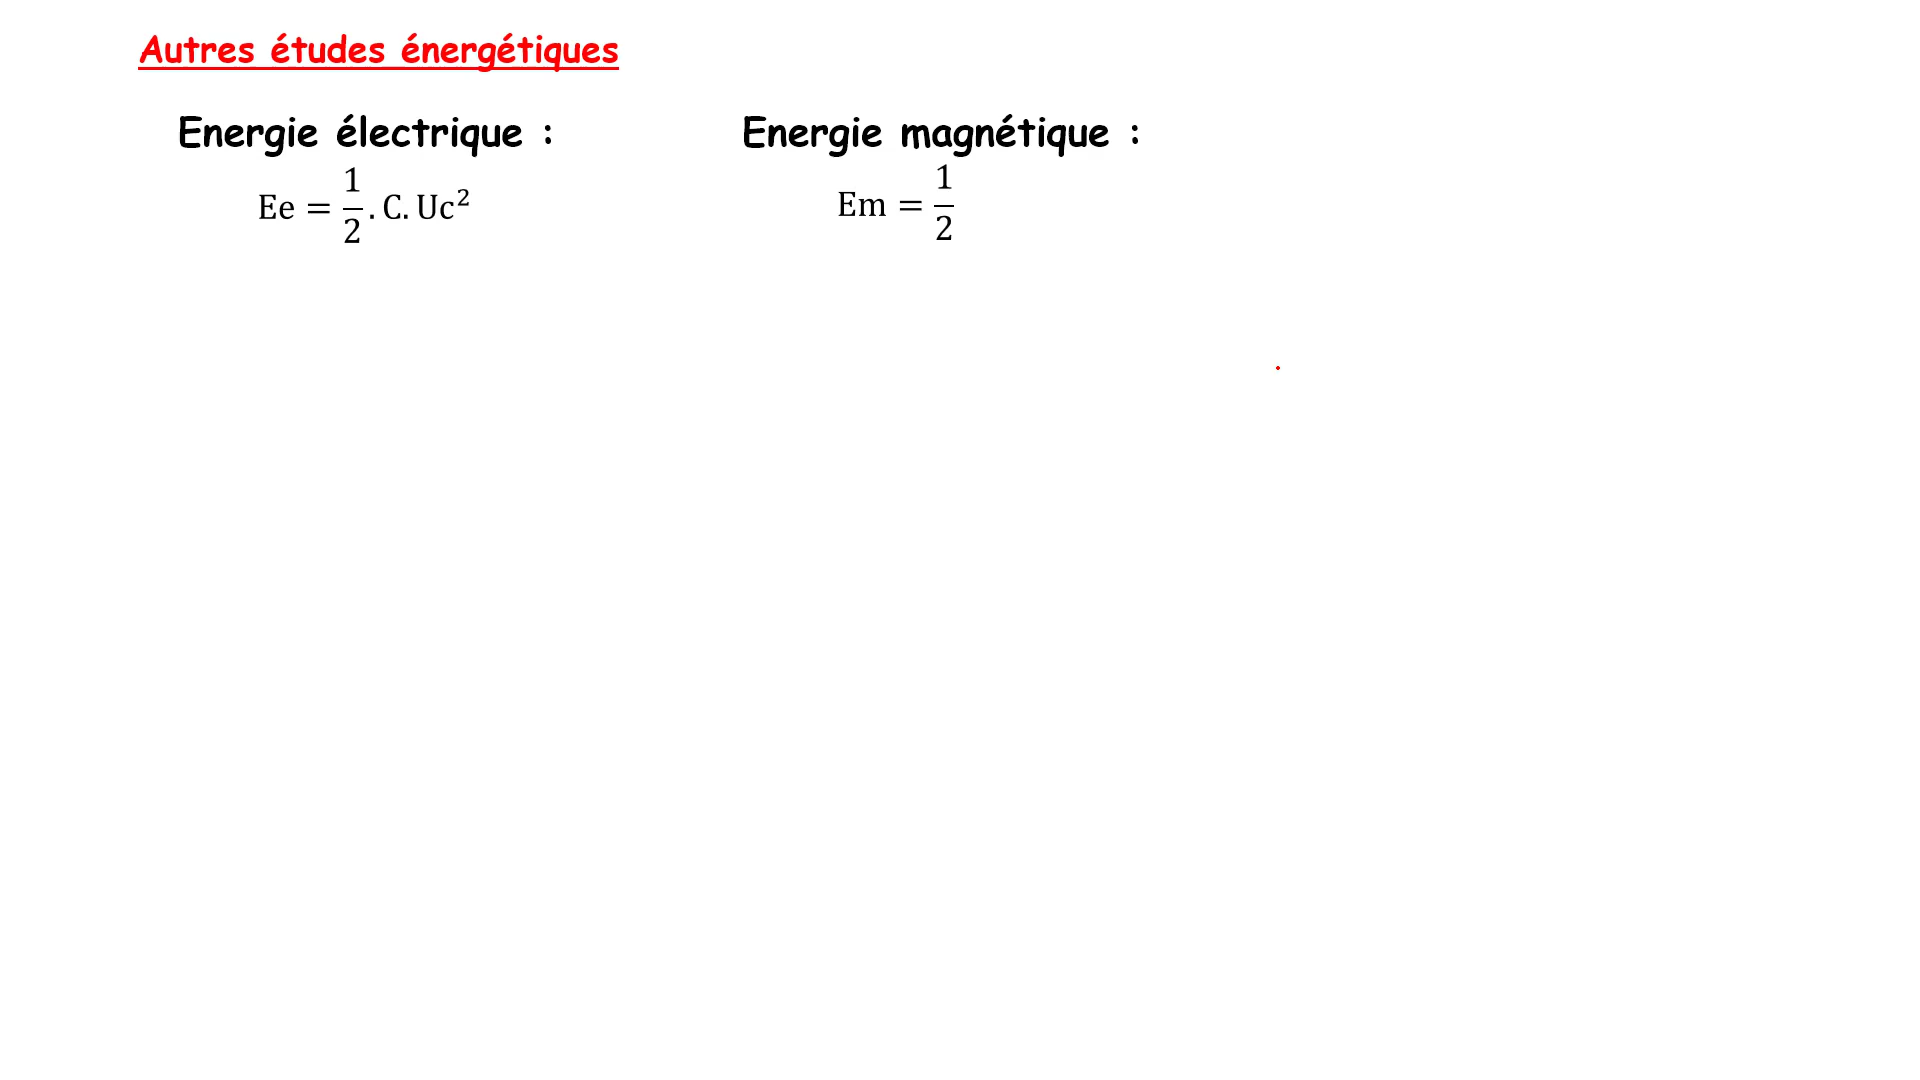 Autres études énergétiques
Energie électrique :
Energie magnétique :
Ee = 1/2 . C. Uc²
Em = 1/2